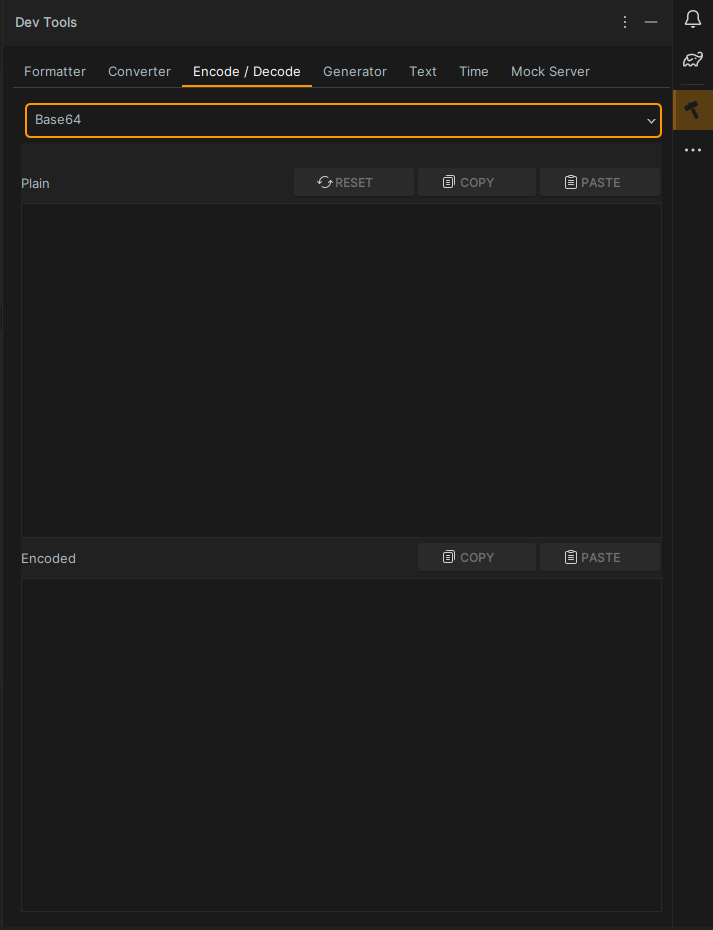 Dev Tools
Formatter Converter Encode / Decode Generator Text Time Mock Server
Base64
Plain RESET COPY PASTE
Encoded COPY PASTE